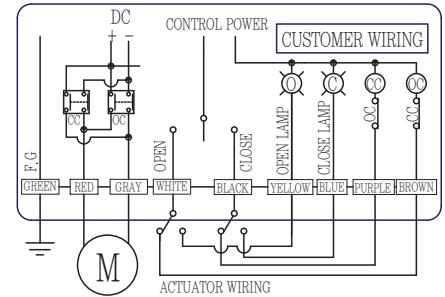 DC
+ −
CONTROL POWER
CUSTOMER WIRING
O C CC OC
CC OC
F.G
OPEN
CLOSE
OPEN LAMP
CLOSE LAMP
OC
CC
GREEN RED GRAY WHITE BLACK YELLOW BLUE PURPLE BROWN
M
ACTUATOR WIRING